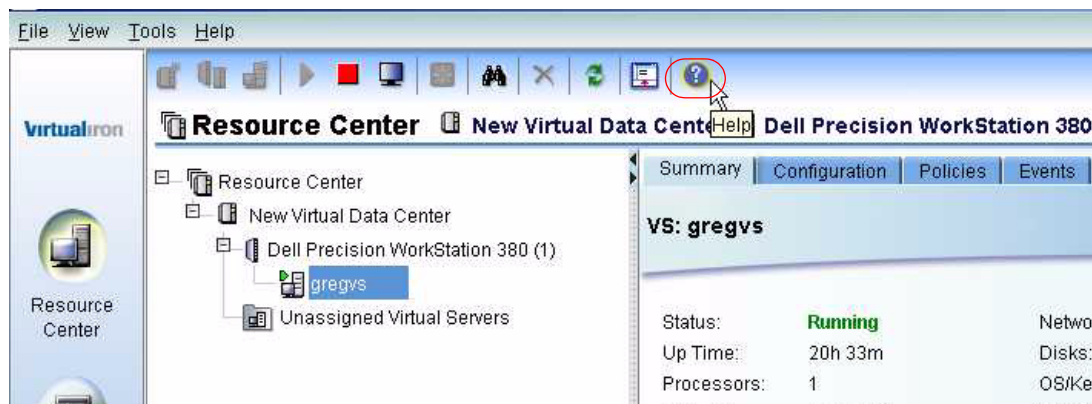 File View Tools Help
Virtualiron
Resource Center New Virtual Data Cente Dell Precision WorkStation 380
Help
Resource Center
New Virtual Data Center
Dell Precision WorkStation 380 (1)
gregvs
Unassigned Virtual Servers
Resource
Center
Summary Configuration Policies Events
VS: gregvs
Status: Running Netwo
Up Time: 20h 33m Disks:
Processors: 1 OS/Ke